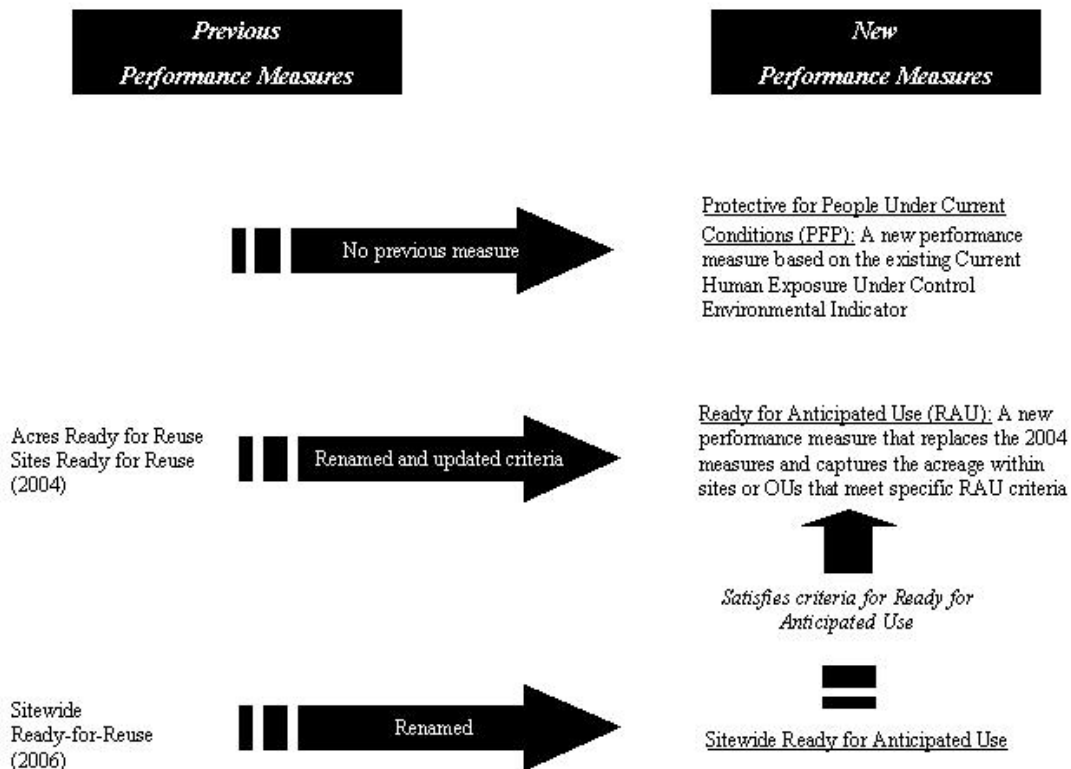 Previous
Performance Measures
New
Performance Measures
No previous measure
Protective for People Under Current
Conditions (PFP): A new performance
measure based on the existing Current
Human Exposure Under Control
Environmental Indicator
Acres Ready for Reuse
Sites Ready for Reuse
(2004)
Renamed and updated criteria
Ready for Anticipated Use (RAU): A new
performance measure that replaces the 2004
measures and captures the acreage within
sites or OUs that meet specific RAU criteria
Satisfies criteria for Ready for
Anticipated Use
Sitewide
Ready-for-Reuse
(2006)
Renamed
Sitewide Ready for Anticipated Use